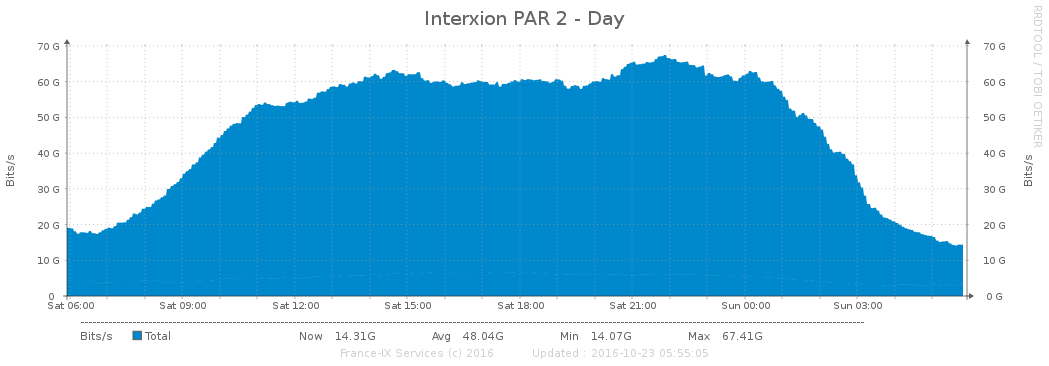 Interxion PAR 2 - Day
RRDTOOL / TOBI OETIKER
Bits/s
Bits/s
70 G 70 G
60 G 60 G
50 G 50 G
40 G 40 G
30 G 30 G
20 G 20 G
10 G 10 G
0 0 G
Sat 06:00 Sat 09:00 Sat 12:00 Sat 15:00 Sat 18:00 Sat 21:00 Sun 00:00 Sun 03:00
Bits/s Total Now 14.31G Avg 48.04G Min 14.07G Max 67.41G
France-IX Services (c) 2016 Updated : 2016-10-23 05:55:05